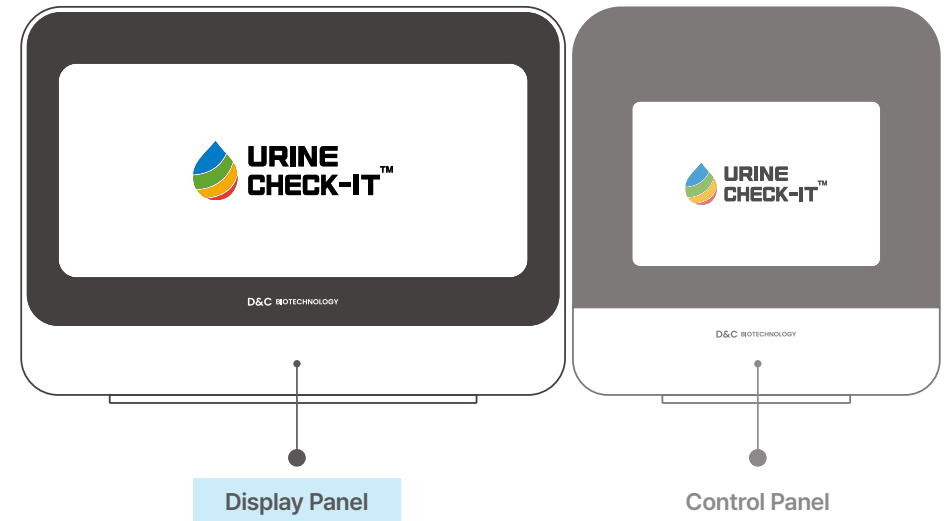 URINE
CHECK-IT™
D&C BIOTECHNOLOGY
Display Panel
URINE
CHECK-IT™
D&C BIOTECHNOLOGY
Control Panel